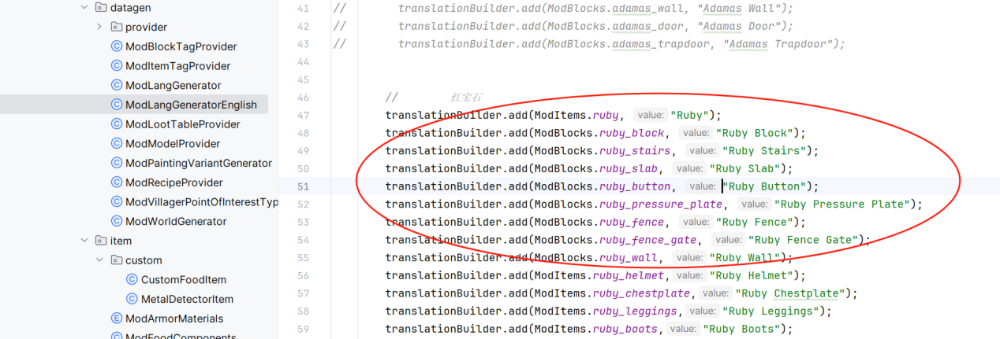 datagen
provider
ModBlockTagProvider
ModItemTagProvider
ModLangGenerator
ModLangGeneratorEnglish
ModLootTableProvider
ModModelProvider
ModPaintingVariantGenerator
ModRecipeProvider
ModVillagerPointOfInterestTyp
ModWorldGenerator
item
custom
CustomFoodItem
MetalDetectorItem
ModArmorMaterials
ModFoodComponents
41 // translationBuilder.add(ModBlocks.adamas_wall, "Adamas Wall");
42 // translationBuilder.add(ModBlocks.adamas_door, "Adamas Door");
43 // translationBuilder.add(ModBlocks.adamas_trapdoor, "Adamas Trapdoor");
44
45
46 // 红宝石
47 translationBuilder.add(ModItems.ruby, value: "Ruby");
48 translationBuilder.add(ModBlocks.ruby_block, value: "Ruby Block");
49 translationBuilder.add(ModBlocks.ruby_stairs, value: "Ruby Stairs");
50 translationBuilder.add(ModBlocks.ruby_slab, value: "Ruby Slab");
51 translationBuilder.add(ModBlocks.ruby_button, value: "Ruby Button");
52 translationBuilder.add(ModBlocks.ruby_pressure_plate, value: "Ruby Pressure Plate");
53 translationBuilder.add(ModBlocks.ruby_fence, value: "Ruby Fence");
54 translationBuilder.add(ModBlocks.ruby_fence_gate, value: "Ruby Fence Gate");
55 translationBuilder.add(ModBlocks.ruby_wall, value: "Ruby Wall");
56 translationBuilder.add(ModItems.ruby_helmet, value: "Ruby Helmet");
57 translationBuilder.add(ModItems.ruby_chestplate, value: "Ruby Chestplate");
58 translationBuilder.add(ModItems.ruby_leggings, value: "Ruby Leggings");
59 translationBuilder.add(ModItems.ruby_boots, value: "Ruby Boots");